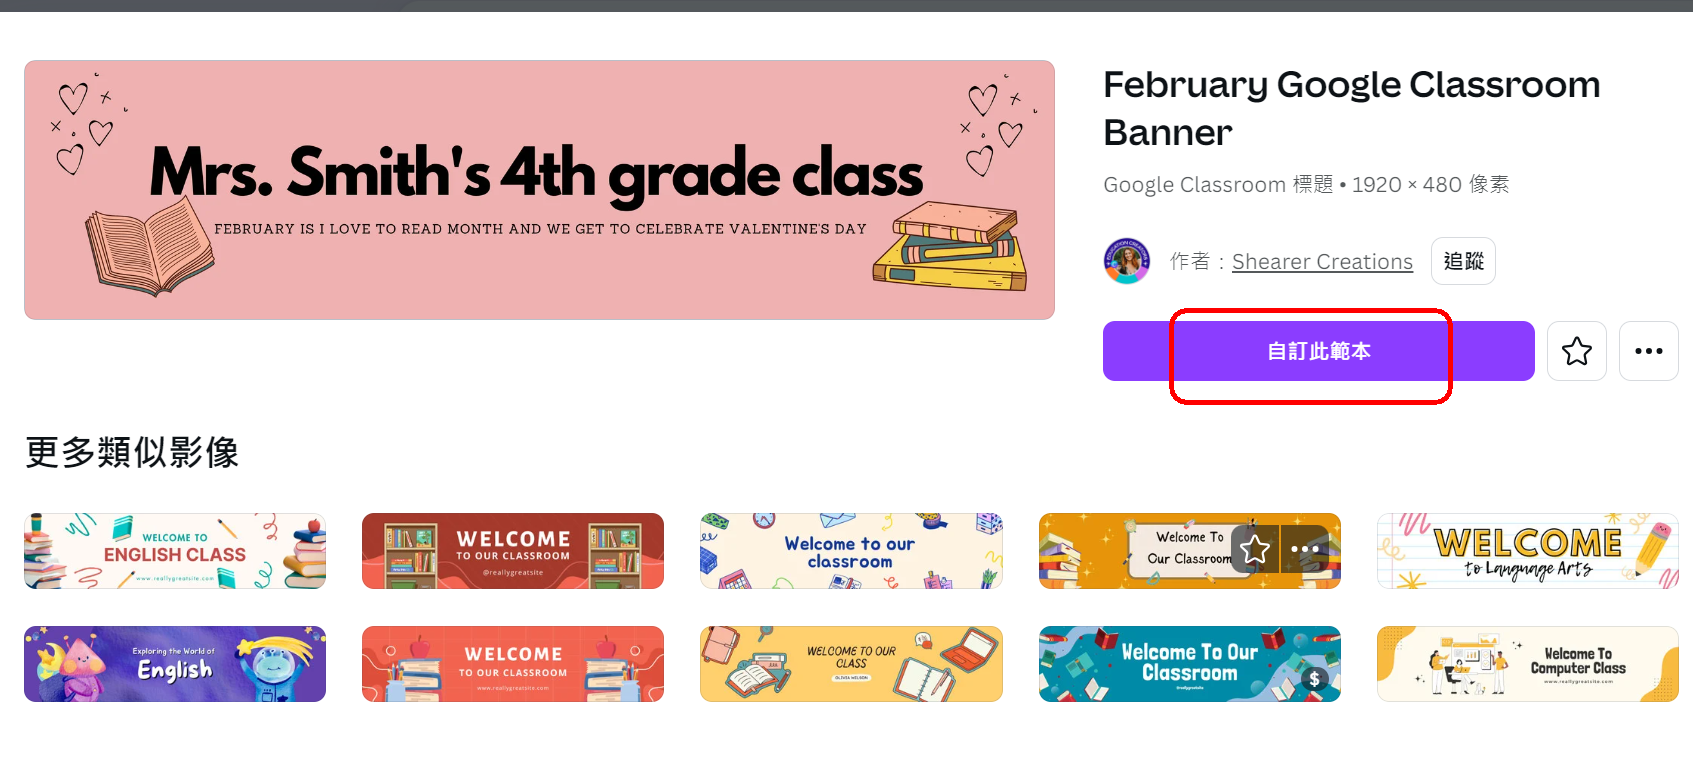 Mrs. Smith's 4th grade class
FEBRUARY IS I LOVE TO READ MONTH AND WE GET TO CELEBRATE VALENTINE'S DAY
February Google Classroom
Banner
Google Classroom 標題 • 1920 × 480 像素
作者：Shearer Creations
追蹤
自訂此範本
更多類似影像
WELCOME TO
ENGLISH CLASS
www.reallygreatsite.com
WELCOME
TO OUR CLASSROOM
@reallygreatsite
Welcome to our
classroom
Welcome To
Our Classroom
WELCOME
to Language Arts
Exploring the World of
English
WELCOME
TO OUR CLASSROOM
www.reallygreatsite.com
WELCOME TO OUR
CLASS
OLIVIA WILSON
Welcome To Our
Classroom
@reallygreatsite
$
Welcome To
Computer Class
www.reallygreatsite.com